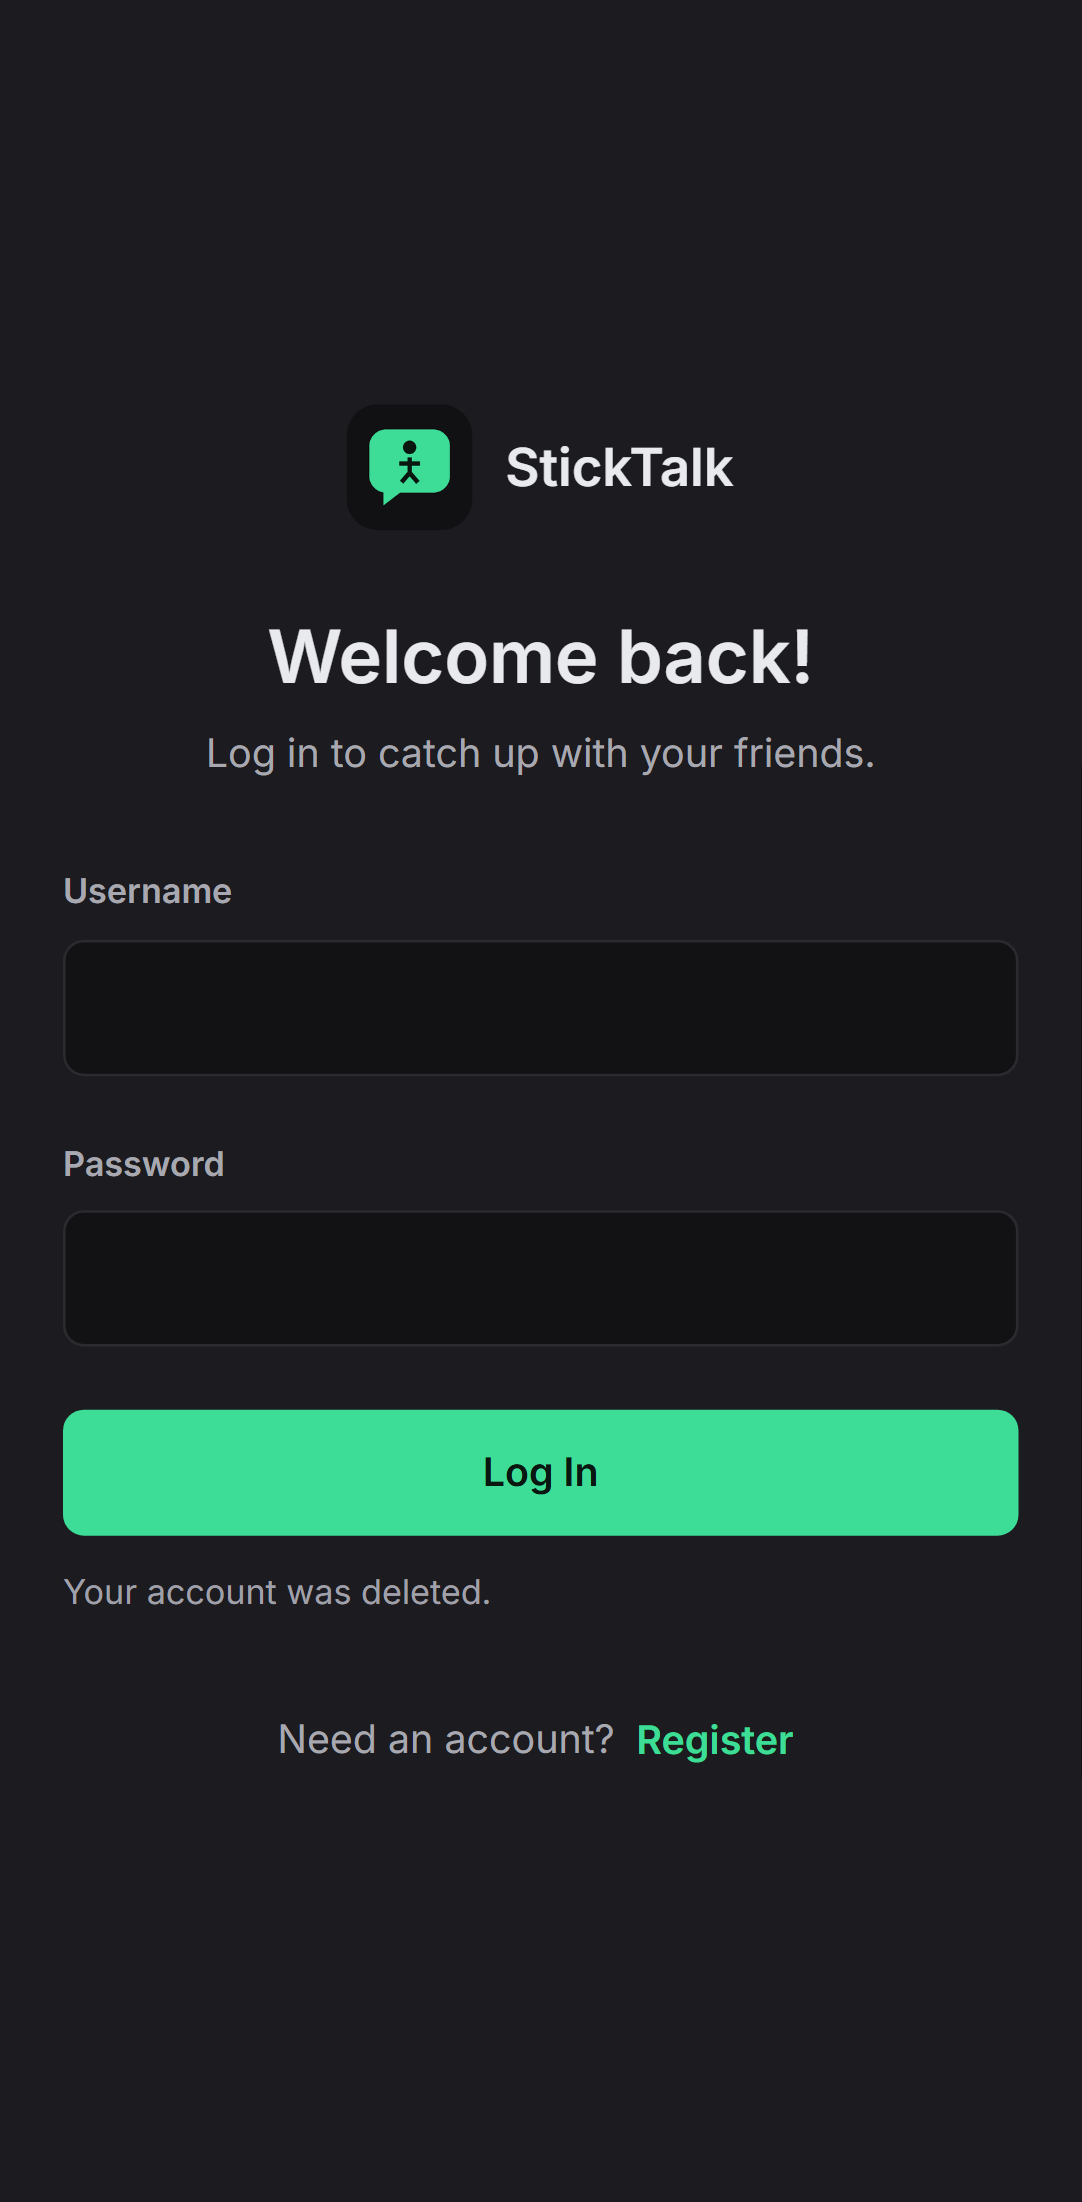 StickTalk
Welcome back!
Log in to catch up with your friends.
Username
Password
Log In
Your account was deleted.
Need an account? Register